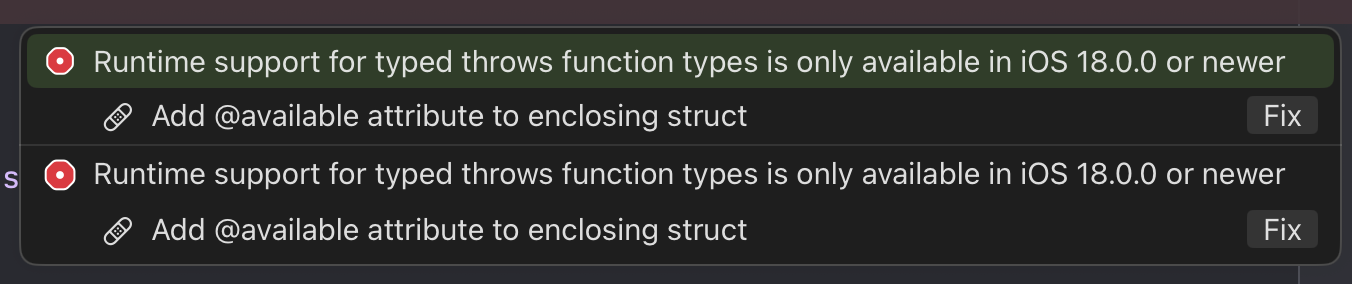 Runtime support for typed throws function types is only available in iOS 18.0.0 or newer
Add @available attribute to enclosing struct Fix
s Runtime support for typed throws function types is only available in iOS 18.0.0 or newer
Add @available attribute to enclosing struct Fix